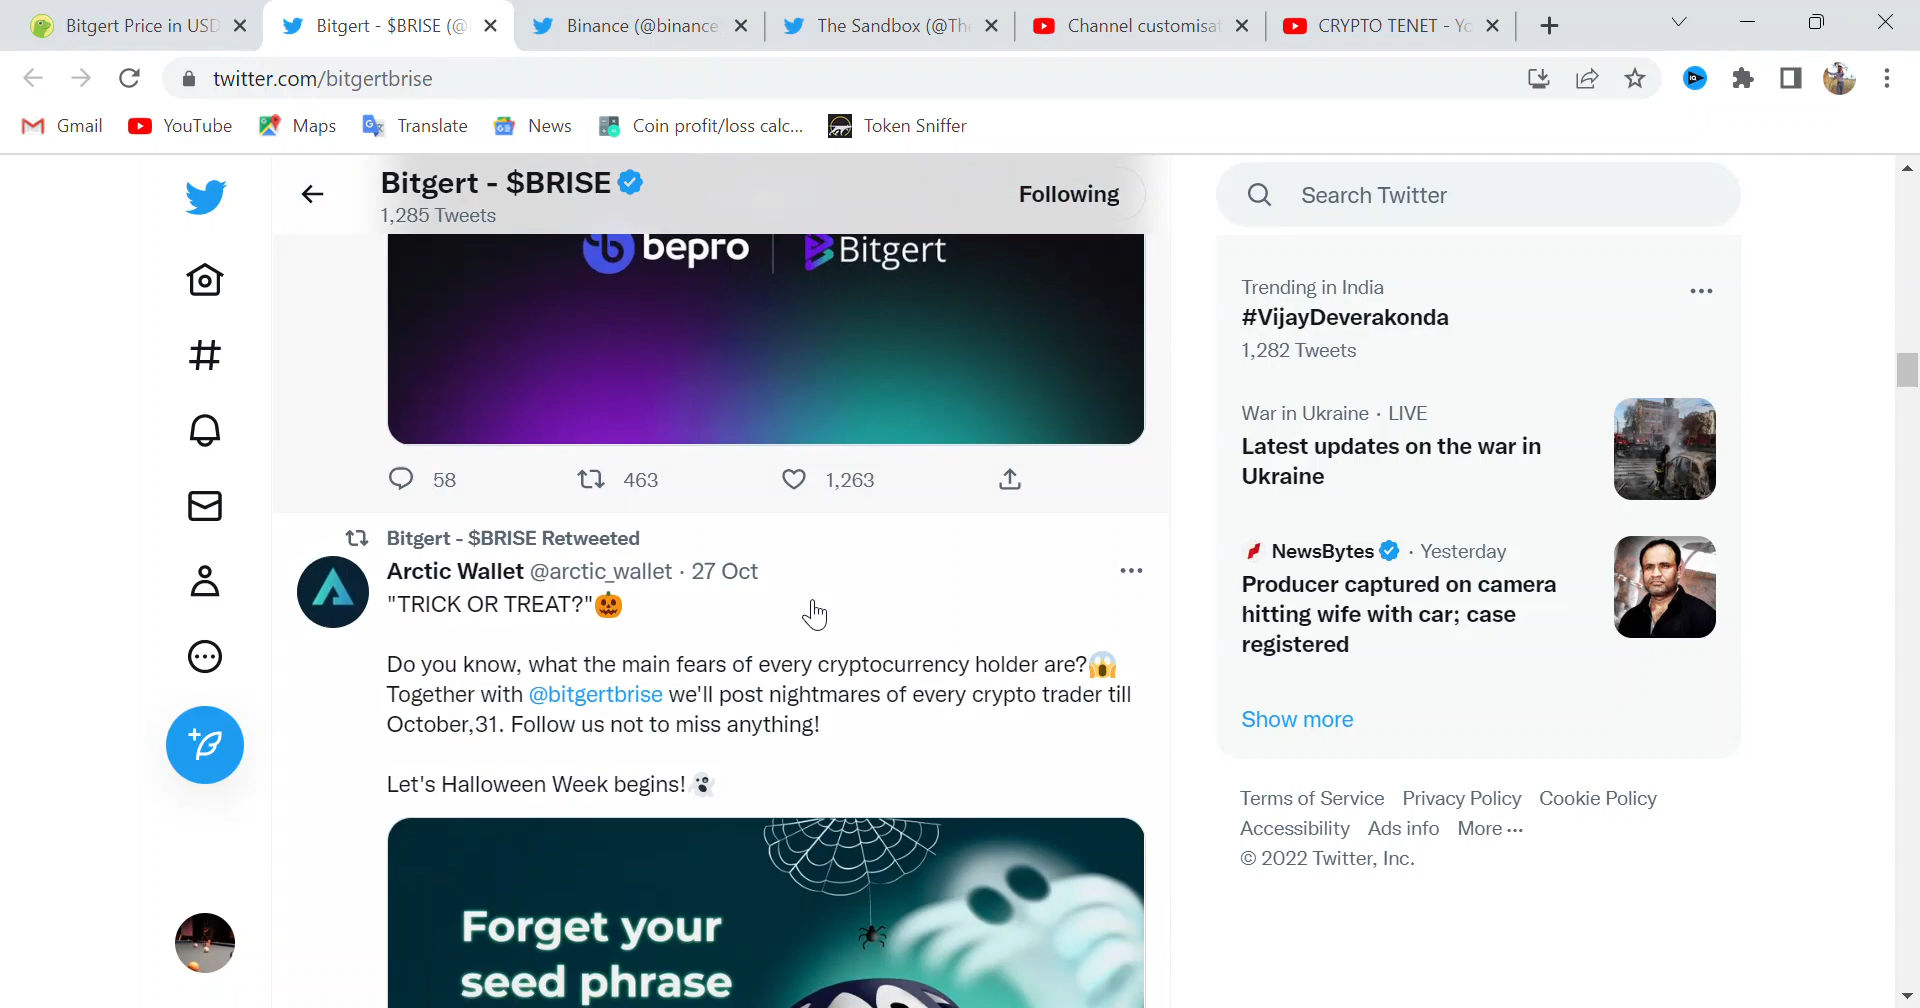 Bitgert Price in USD
Bitgert - $BRISE (@
Binance (@binance
The Sandbox (@Th
Channel customisat
CRYPTO TENET - Yo
twitter.com/bitgertbrise
Gmail
YouTube
Maps
Translate
News
Coin profit/loss calc...
Token Sniffer
Bitgert - $BRISE
1,285 Tweets
Following
Search Twitter
bepro
Bitgert
58
463
1,263
Bitgert - $BRISE Retweeted
Arctic Wallet @arctic_wallet · 27 Oct
"TRICK OR TREAT?"🎃
Do you know, what the main fears of every cryptocurrency holder are?😱
Together with @bitgertbrise we'll post nightmares of every crypto trader till
October,31. Follow us not to miss anything!
Let's Halloween Week begins!👻
Forget your
seed phrase
Trending in India
#VijayDeverakonda
1,282 Tweets
War in Ukraine · LIVE
Latest updates on the war in
Ukraine
NewsBytes · Yesterday
Producer captured on camera
hitting wife with car; case
registered
Show more
Terms of Service Privacy Policy Cookie Policy
Accessibility Ads info More ···
© 2022 Twitter, Inc.